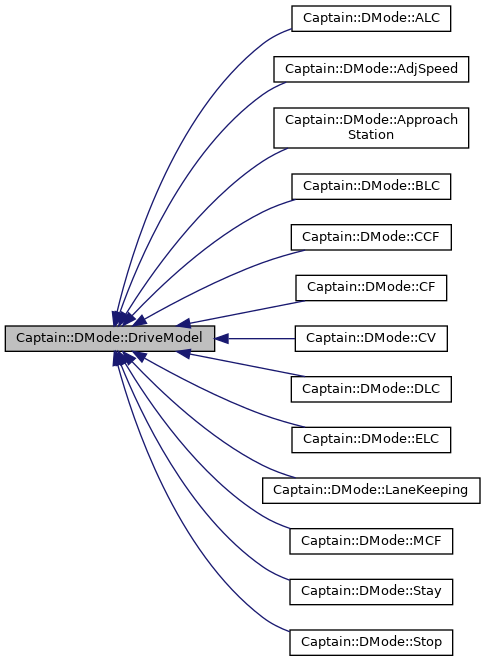 Captain::DMode::ALC
Captain::DMode::AdjSpeed
Captain::DMode::Approach
Station
Captain::DMode::BLC
Captain::DMode::CCF
Captain::DMode::CF
Captain::DMode::DriveModel
Captain::DMode::CV
Captain::DMode::DLC
Captain::DMode::ELC
Captain::DMode::LaneKeeping
Captain::DMode::MCF
Captain::DMode::Stay
Captain::DMode::Stop